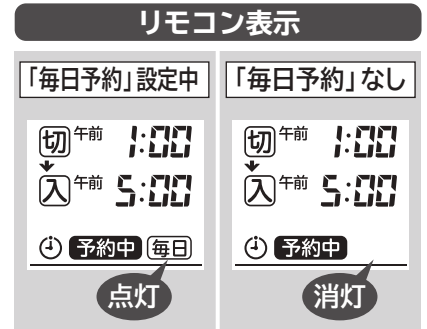 リモコン表示
「毎日予約」設定中
切 午前 1:00
入 午前 5:00
予約中 毎日
点灯
「毎日予約」なし
切 午前 1:00
入 午前 5:00
予約中
消灯